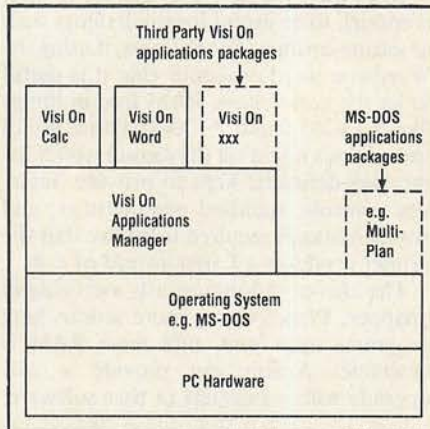 Third Party Visi On
applications packages
Visi On
Calc
Visi On
Word
Visi On
xxx
MS-DOS
applications
packages
Visi On
Application
Manager
e.g.
Multi-
Plan
Operating System
e.g. MS-DOS
PC Hardware